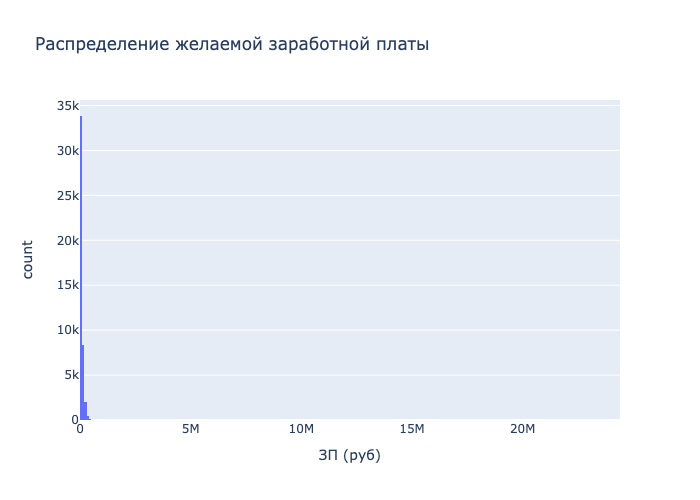 Распределение желаемой заработной платы
35k
30k
25k
20k
15k
10k
5k
0
count
0 5M 10M 15M 20M
ЗП (руб)